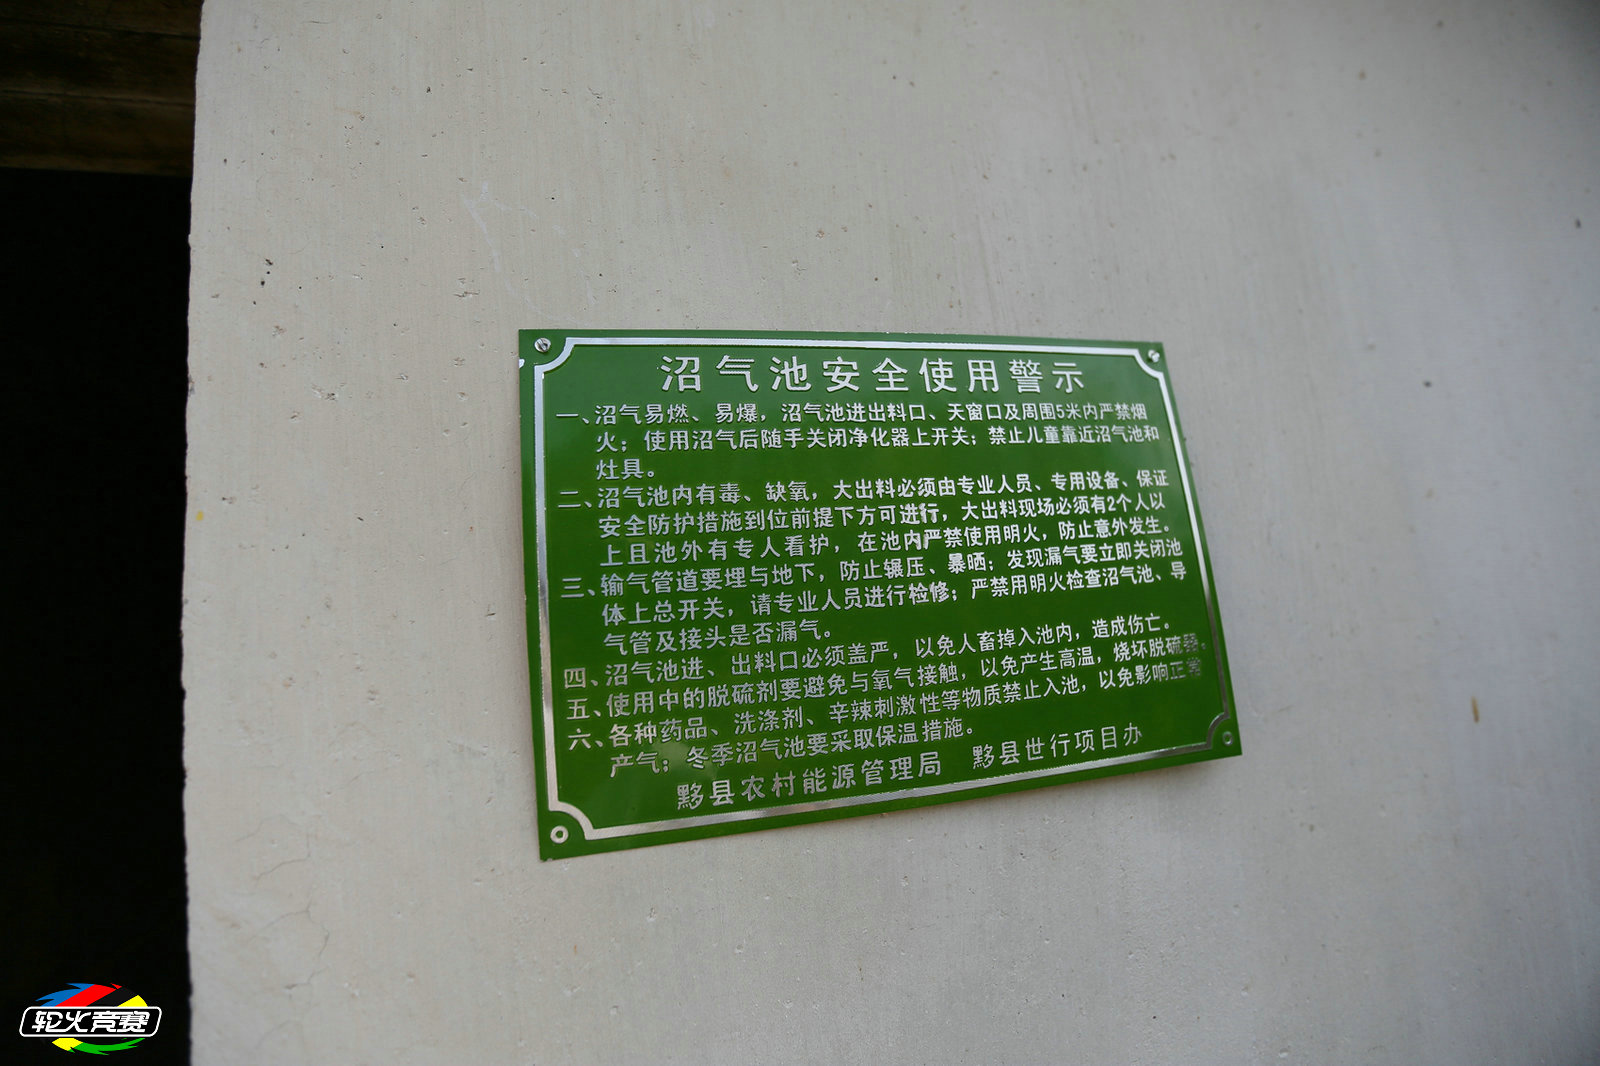 沼气池安全使用警示
一、沼气易燃、易爆，沼气池进出料口、天窗口及周围5米内严禁烟
火；使用沼气后随手关闭净化器上开关；禁止儿童靠近沼气池和
灶具。
二、沼气池内有毒、缺氧，大出料必须由专业人员、专用设备、保证
安全防护措施到位前提下方可进行，大出料现场必须有2个人以
上且池外有专人看护，在池内严禁使用明火，防止意外发生。
三、输气管道要埋与地下，防止辗压、暴晒；发现漏气要立即关闭池
体上总开关，请专业人员进行检修；严禁用明火检查沼气池、导
气管及接头是否漏气。
四、沼气池进、出料口必须盖严，以免人畜掉入池内，造成伤亡。
五、使用中的脱硫剂要避免与氧气接触，以免产生高温，烧坏脱硫器。
六、各种药品、洗涤剂、辛辣刺激性等物质禁止入池，以免影响正常
产气；冬季沼气池要采取保温措施。
黟县农村能源管理局 黟县世行项目办
轮火竞赛